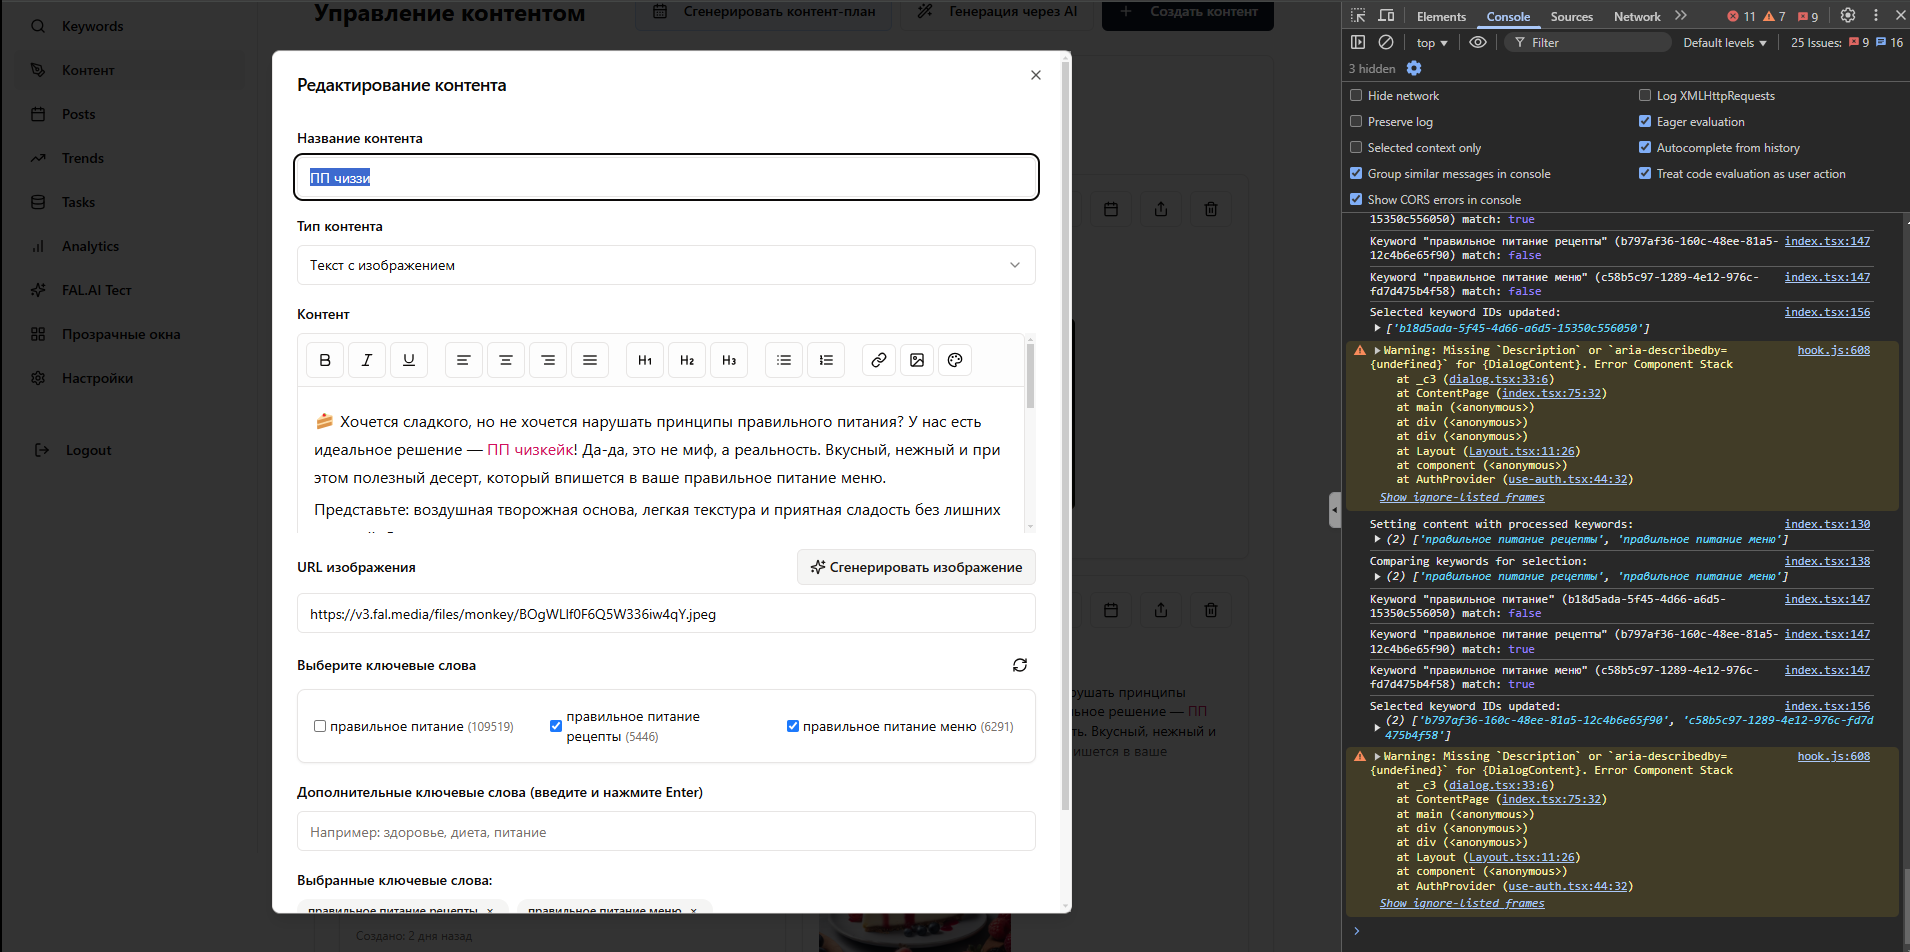 Keywords
Контент
Posts
Trends
Tasks
Analytics
FAL.AI Тест
Прозрачные окна
Настройки
Logout
Управление контентом
Сгенерировать контент-план
Генерация через AI
Создать контент
Редактирование контента
Название контента
ПП чиззи
Тип контента
Текст с изображением
Контент
B I U H1 H2 H3
🍰 Хочется сладкого, но не хочется нарушать принципы правильного питания? У нас есть
идеальное решение — ПП чизкейк! Да-да, это не миф, а реальность. Вкусный, нежный и при
этом полезный десерт, который впишется в ваше правильное питание меню.
Представьте: воздушная творожная основа, легкая текстура и приятная сладость без лишних
URL изображения
Сгенерировать изображение
https://v3.fal.media/files/monkey/BOgWLlf0F6Q5W336iw4qY.jpeg
Выберите ключевые слова
правильное питание (109519)
правильное питание
рецепты (5446)
правильное питание меню (6291)
Дополнительные ключевые слова (введите и нажмите Enter)
Например: здоровье, диета, питание
Выбранные ключевые слова:
правильное питание рецепты ×
правильное питание меню ×
Создано: 2 дня назад
рушать принципы
ьное решение — ПП
ть. Вкусный, нежный и
пишется в ваше
Elements Console Sources Network 11 7 9
top Filter Default levels 25 Issues: 9 16
3 hidden
Hide network
Log XMLHttpRequests
Preserve log
Eager evaluation
Selected context only
Autocomplete from history
Group similar messages in console
Treat code evaluation as user action
Show CORS errors in console
15350c556050) match: true
Keyword "правильное питание рецепты" (b797af36-160c-48ee-81a5- index.tsx:147
12c4b6e65f90) match: false
Keyword "правильное питание меню" (c58b5c97-1289-4e12-976c- index.tsx:147
fd7d475b4f58) match: false
Selected keyword IDs updated: index.tsx:156
['b18d5ada-5f45-4d66-a6d5-15350c556050']
Warning: Missing `Description` or `aria-describedby= hook.js:608
{undefined}` for {DialogContent}. Error Component Stack
at _c3 (dialog.tsx:33:6)
at ContentPage (index.tsx:75:32)
at main (<anonymous>)
at div (<anonymous>)
at div (<anonymous>)
at Layout (Layout.tsx:11:26)
at component (<anonymous>)
at AuthProvider (use-auth.tsx:44:32)
Show ignore-listed frames
Setting content with processed keywords: index.tsx:130
(2) ['правильное питание рецепты', 'правильное питание меню']
Comparing keywords for selection: index.tsx:138
(2) ['правильное питание рецепты', 'правильное питание меню']
Keyword "правильное питание" (b18d5ada-5f45-4d66-a6d5- index.tsx:147
15350c556050) match: false
Keyword "правильное питание рецепты" (b797af36-160c-48ee-81a5- index.tsx:147
12c4b6e65f90) match: true
Keyword "правильное питание меню" (c58b5c97-1289-4e12-976c- index.tsx:147
fd7d475b4f58) match: true
Selected keyword IDs updated: index.tsx:156
(2) ['b797af36-160c-48ee-81a5-12c4b6e65f90', 'c58b5c97-1289-4e12-976c-fd7d
475b4f58']
Warning: Missing `Description` or `aria-describedby= hook.js:608
{undefined}` for {DialogContent}. Error Component Stack
at _c3 (dialog.tsx:33:6)
at ContentPage (index.tsx:75:32)
at main (<anonymous>)
at div (<anonymous>)
at div (<anonymous>)
at Layout (Layout.tsx:11:26)
at component (<anonymous>)
at AuthProvider (use-auth.tsx:44:32)
Show ignore-listed frames